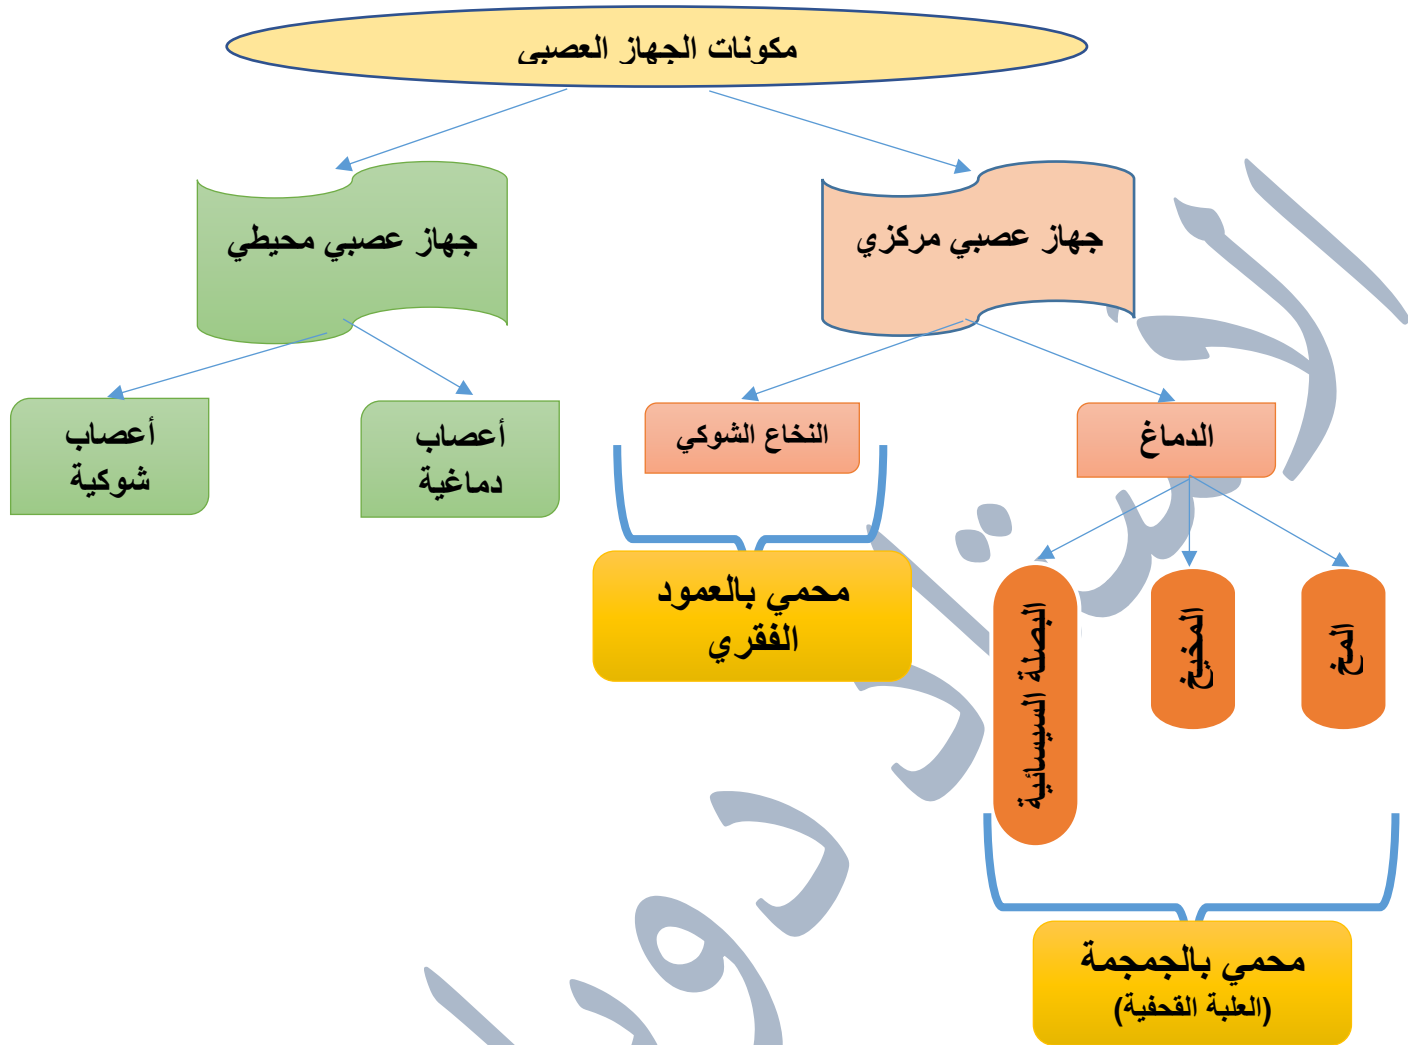 مكونات الجهاز العصبي
جهاز عصبي مركزي
جهاز عصبي محيطي
الدماغ
النخاع الشوكي
أعصاب
دماغية
أعصاب
شوكية
المخ
المخيخ
البصلة السيسائية
محمي بالعمود
الفقري
محمي بالجمجمة
(العلبة القحفية)